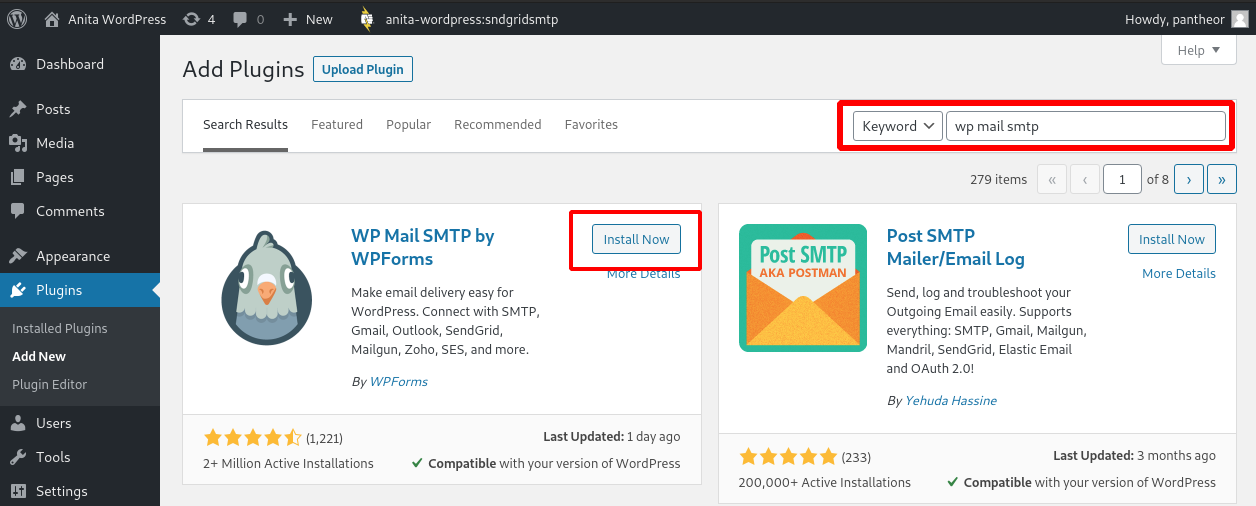 Anita WordPress 4 0 New anita-wordpress:sndgridsmtp Howdy, pantheor
Help
Dashboard
Posts
Media
Pages
Comments
Appearance
Plugins
Installed Plugins
Add New
Plugin Editor
Users
Tools
Settings
Add Plugins Upload Plugin
Search Results Featured Popular Recommended Favorites Keyword wp mail smtp
279 items « ‹ 1 of 8 › »
WP Mail SMTP by
WPForms
Install Now
More Details
Make email delivery easy for
WordPress. Connect with SMTP,
Gmail, Outlook, SendGrid,
Mailgun, Zoho, SES, and more.
By WPForms
(1,221)
Last Updated: 1 day ago
2+ Million Active Installations
Compatible with your version of WordPress
Post SMTP
AKA POSTMAN
Post SMTP
Mailer/Email Log
Install Now
More Details
Send, log and troubleshoot your
Outgoing Email easily. Supports
everything: SMTP, Gmail, Mailgun,
Mandril, SendGrid, Elastic Email
and OAuth 2.0!
By Yehuda Hassine
(233)
Last Updated: 3 months ago
200,000+ Active Installations
Compatible with your version of WordPress